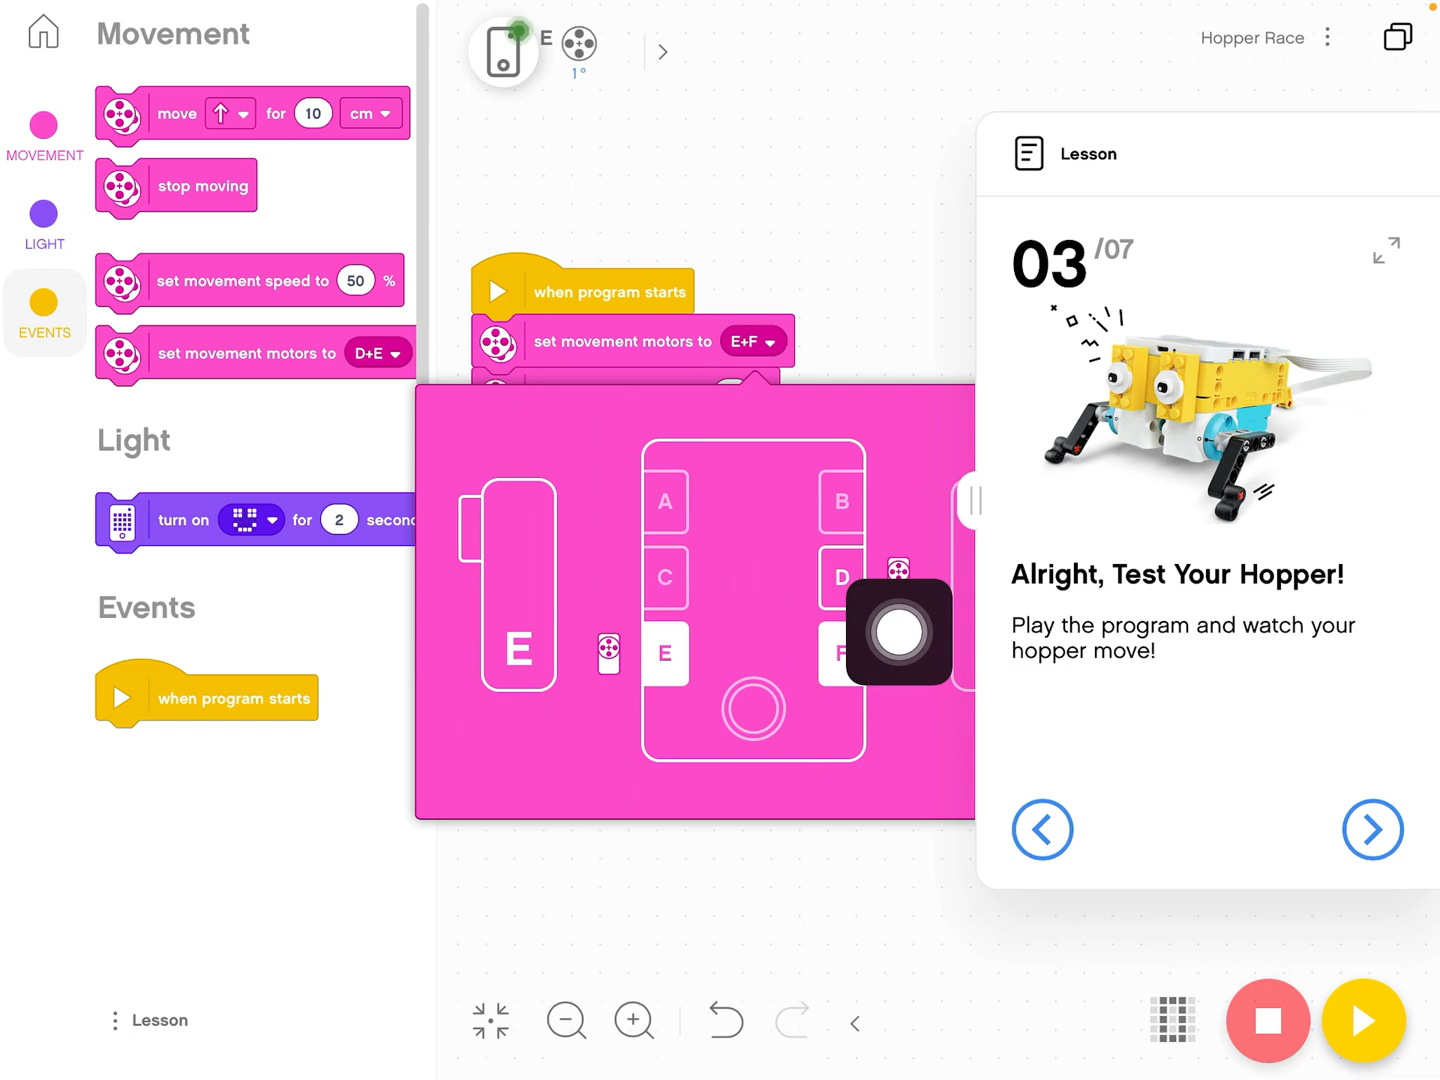 Movement
MOVEMENT
LIGHT
EVENTS
move for 10 cm
stop moving
set movement speed to 50 %
set movement motors to D+E
Light
turn on for 2
Events
when program starts
Lesson
E
1°
when program starts
set movement motors to E+F
E
A
B
C
D
E
F
Hopper Race
Lesson
03 /07
Alright, Test Your Hopper!
Play the program and watch your
hopper move!